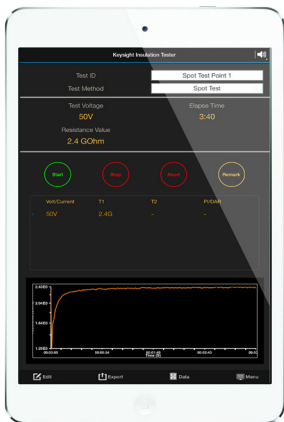 Keysight Insulation Tester
Test ID Spot Test Point 1
Test Method Spot Test
Test Voltage Elapse Time
50V 3:40
Resistance Value
2.4 GOhm
Start Stop Remark
Volt/Current T1 T2 PI/DAR
50V 2.4G - -
Time (S)
Edit Export Data Menu